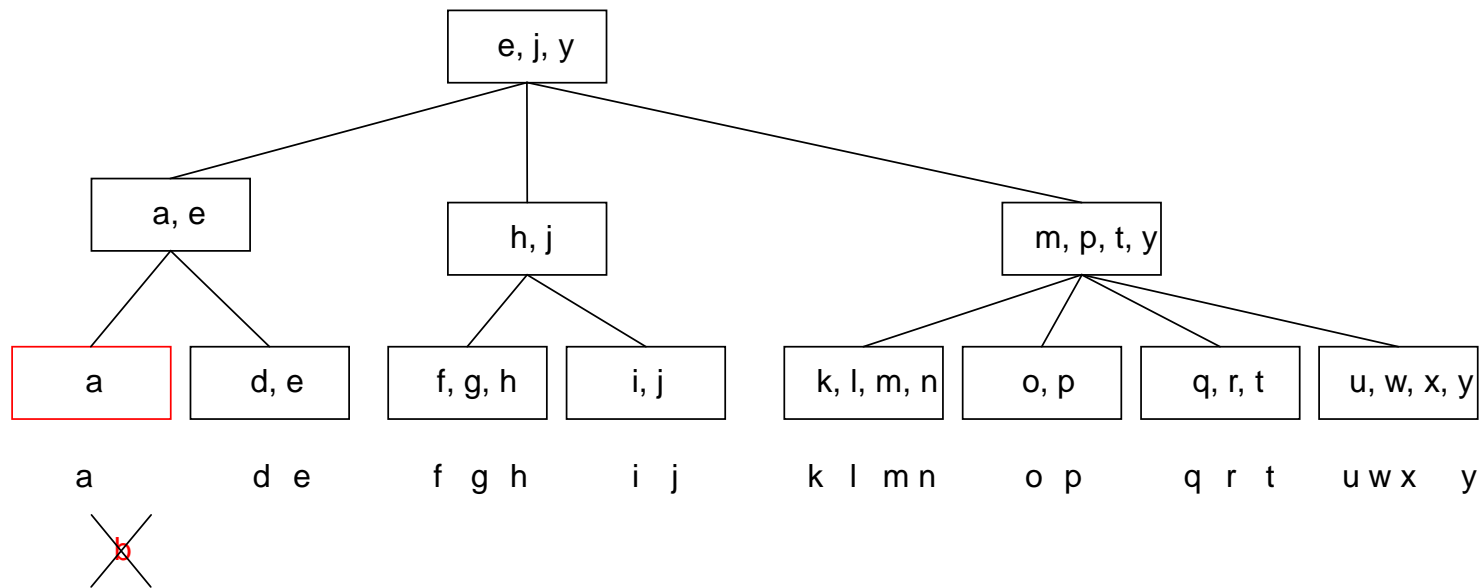 e, j, y
a, e
h, j
m, p, t, y
a
d, e
f, g, h
i, j
k, l, m, n
o, p
q, r, t
u, w, x, y
a d e f g h i j k l m n o p q r t u w x y
b